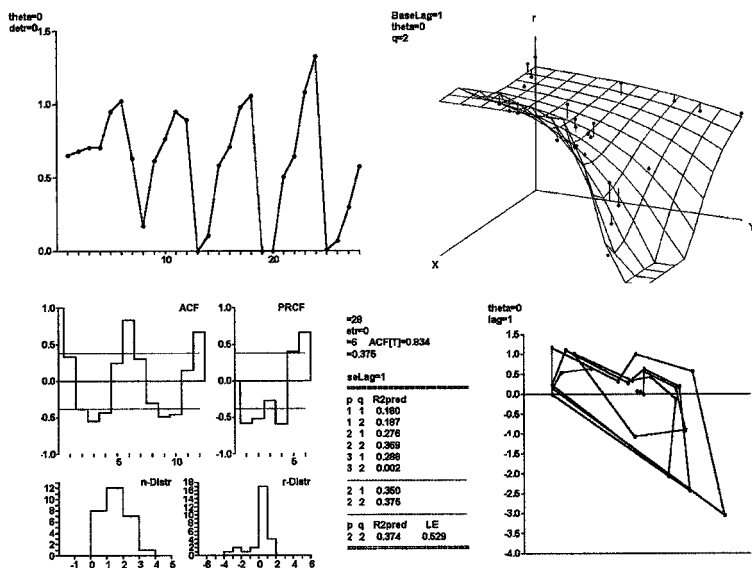 theta=0
detr=0
1.5
1.0
0.5
0.0
10
20
BaseLag=1
theta=0
q=2
r
X
Y
ACF
1.0
0.5
0.0
-0.5
-1.0
5
10
PRCF
1.0
0.5
0.0
-0.5
-1.0
5
=28
etr=0
=6 ACF[T]=0.834
=0.375
seLag=1
p q R2pred
1 1 0.180
1 2 0.187
2 1 0.276
2 2 0.369
3 1 0.288
3 2 0.002
2 1 0.350
2 2 0.375
p q R2pred LE
2 2 0.374 0.529
theta=0
lag=1
1.5
1.0
0.5
0.0
-0.5
-1.0
-1.5
-2.0
-2.5
-3.0
-3.5
-4.0
n-Distr
12
10
8
6
4
2
0
-1 0 1 2 3 4 5
r-Distr
18
16
14
12
10
8
6
4
2
0
-6 -4 -2 0 2 4 6